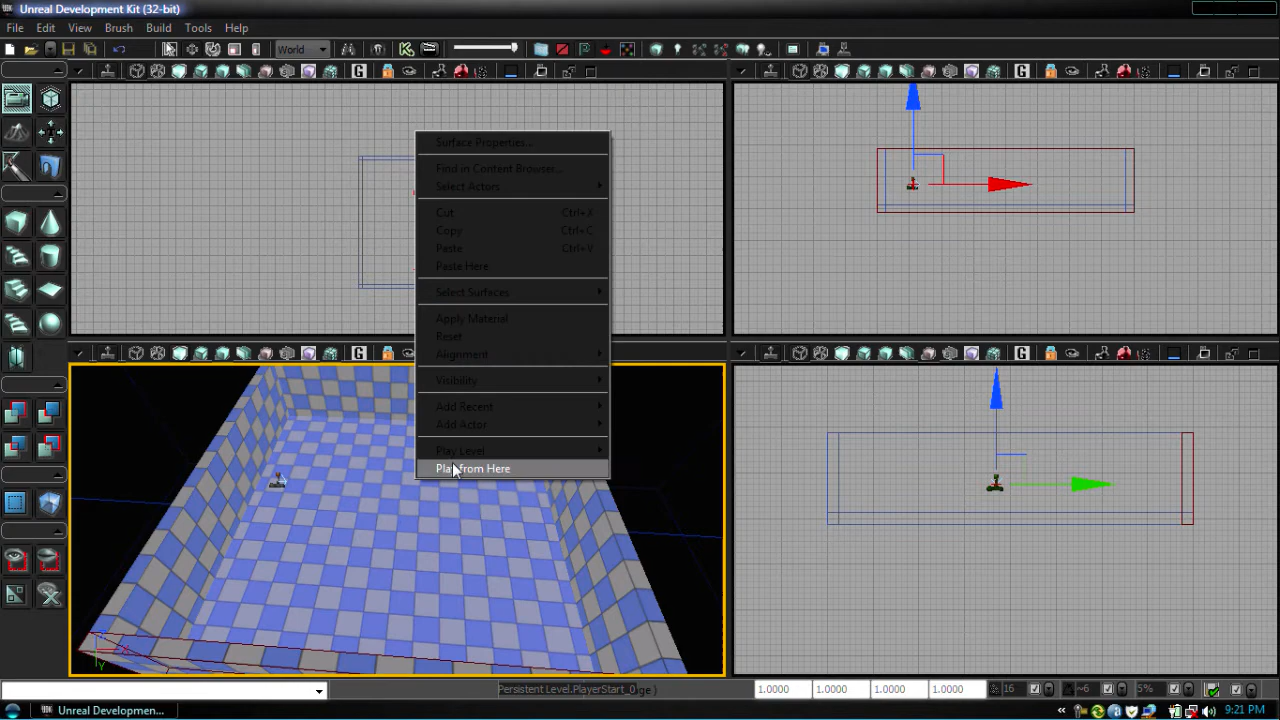 Unreal Development Kit (32-bit)
File Edit View Brush Build Tools Help
World
G G
Surface Properties...
Find in Content Browser...
Select Actors
Cut Ctrl+X
Copy Ctrl+C
Paste Ctrl+V
Paste Here
Select Surfaces
Apply Material
Reset
Alignment
Visibility
Add Recent
Add Actor
Play Level
Play from Here
G G
X
Y
Persistent Level.PlayerStart_0
1.0000 1.0000 1.0000 1.0000 16 ~6 5%
Unreal Developmen... « 9:21 PM